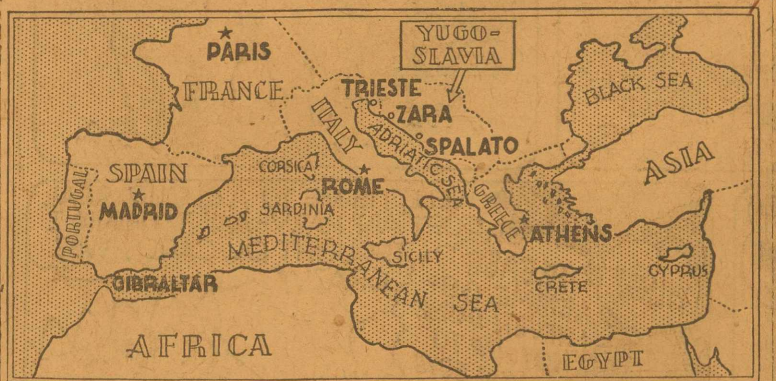 YUGO-
SLAVIA
PARIS
FRANCE
TRIESTE
ZARA
SPALATO
BLACK SEA
ITALY
ADRIATIC SEA
ASIA
SPAIN
MADRID
PORTUGAL
CORSICA
ROME
SARDINIA
GREECE
ATHENS
MEDITERRANEAN SEA
SICILY
CRETE
CYPRUS
GIBRALTAR
AFRICA
EGYPT